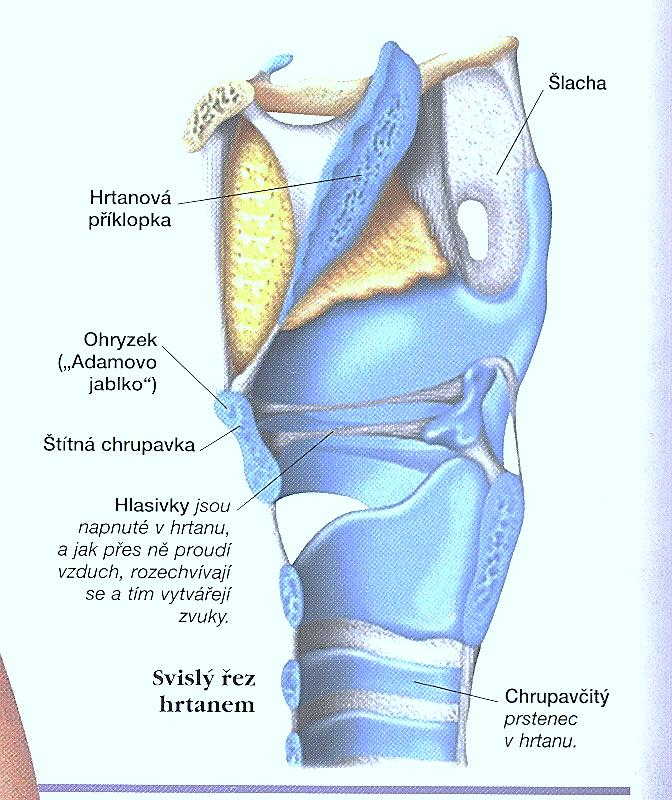 Šlacha
Hrtanová
příklopka
Ohryzek
(„Adamovo
jablko“)
Štítná chrupavka
Hlasivky jsou
napnuté v hrtanu,
a jak přes ně proudí
vzduch, rozechvívají
se a tím vytvářejí
zvuky.
Svislý řez
hrtanem
Chrupavčitý
prstenec
v hrtanu.